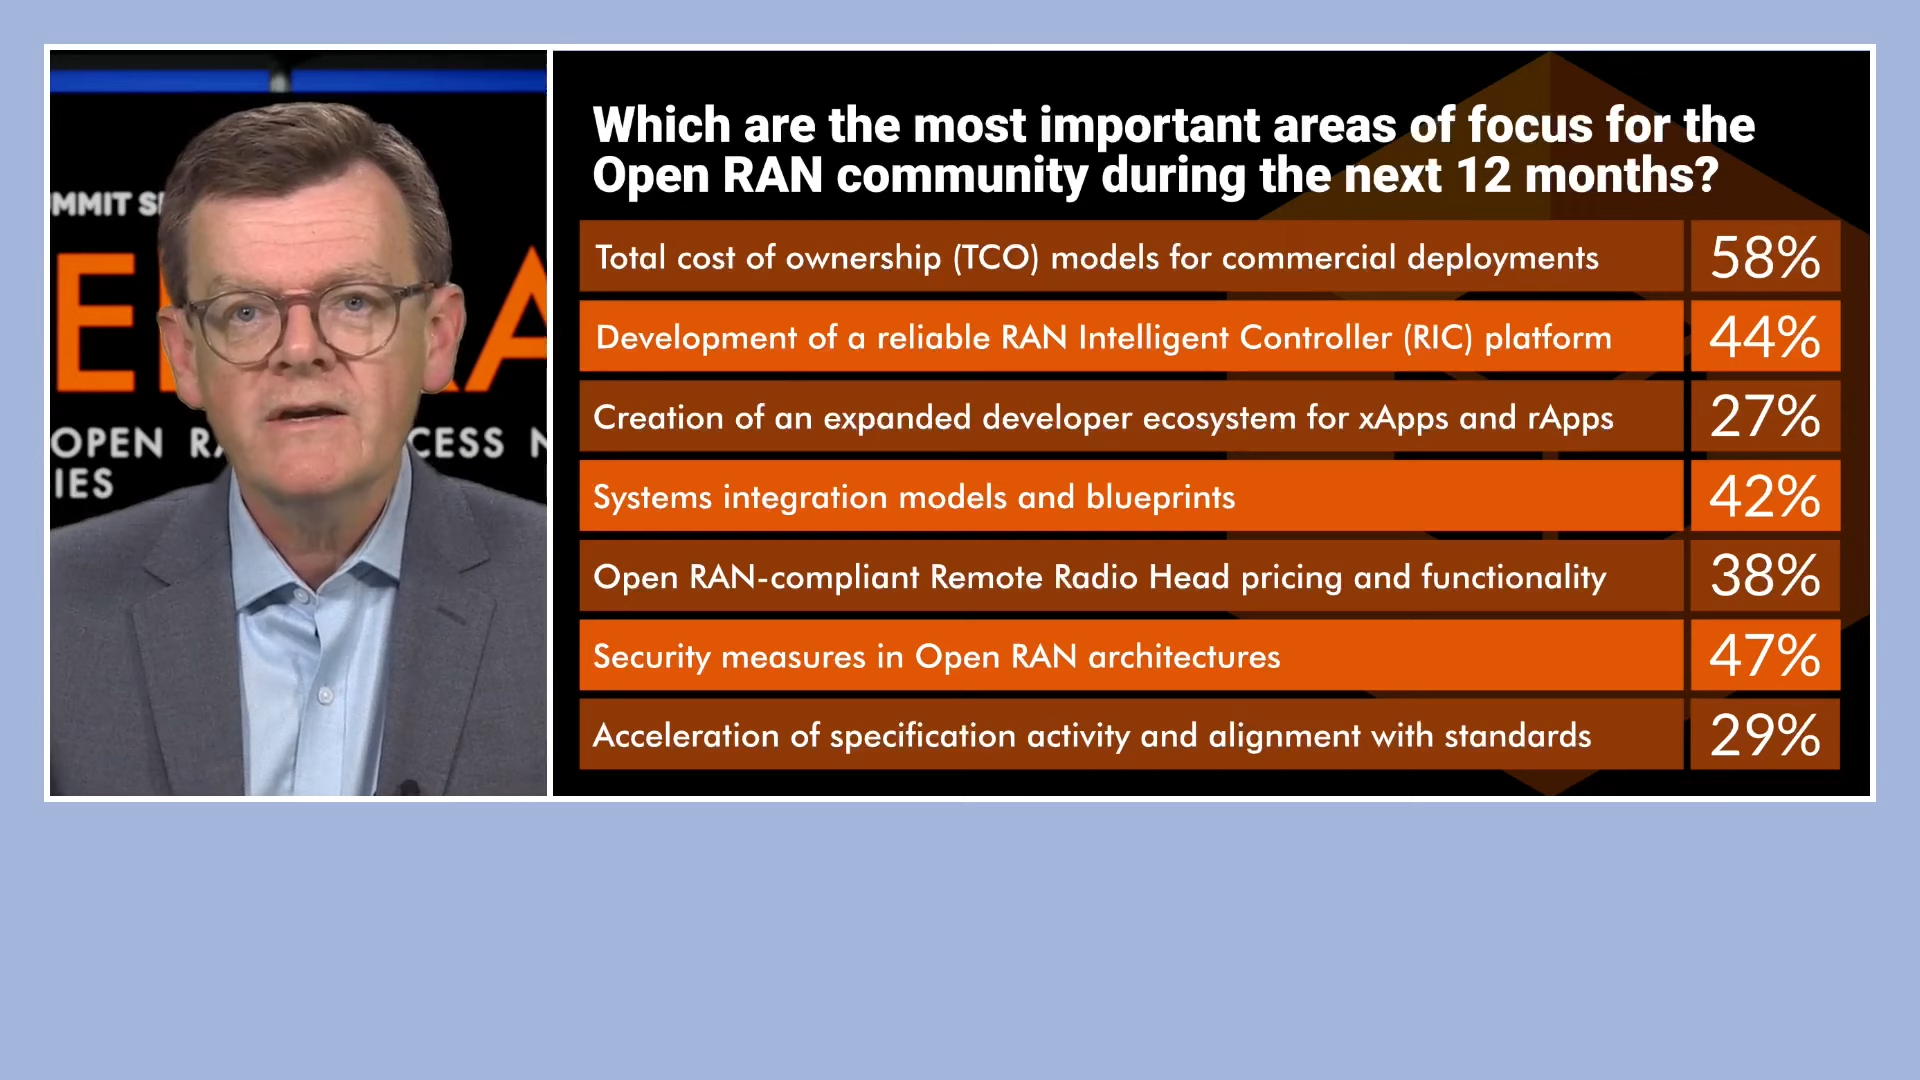 MMIT
E
A
OPEN
CESS N
IES
Which are the most important areas of focus for the
Open RAN community during the next 12 months?
Total cost of ownership (TCO) models for commercial deployments 58%
Development of a reliable RAN Intelligent Controller (RIC) platform 44%
Creation of an expanded developer ecosystem for xApps and rApps 27%
Systems integration models and blueprints 42%
Open RAN-compliant Remote Radio Head pricing and functionality 38%
Security measures in Open RAN architectures 47%
Acceleration of specification activity and alignment with standards 29%